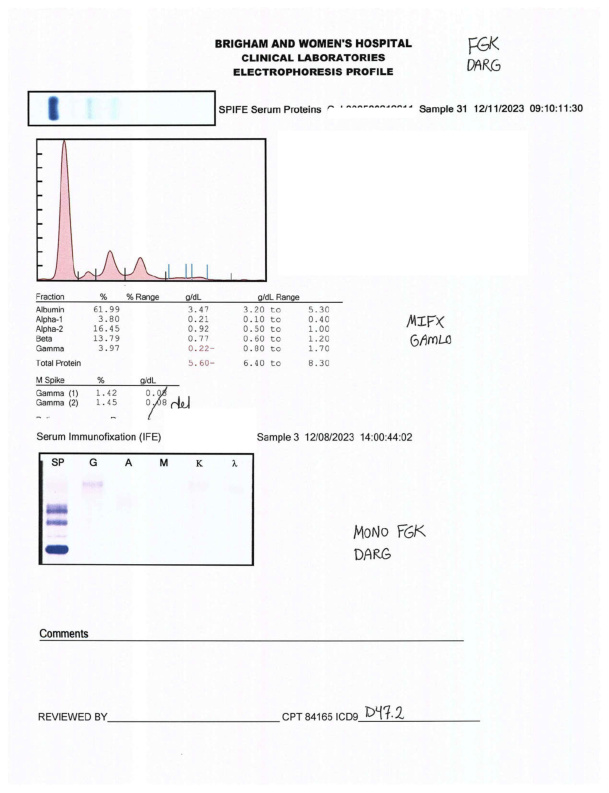 BRIGHAM AND WOMEN'S HOSPITAL
CLINICAL LABORATORIES
ELECTROPHORESIS PROFILE
FGK
DARG
SPIFE Serum Proteins Sample 31 12/11/2023 09:10:11:30
Fraction % % Range g/dL g/dL Range
Albumin 61.99 3.47 3.20 to 5.30
Alpha-1 3.80 0.21 0.10 to 0.40
Alpha-2 16.45 0.92 0.50 to 1.00
Beta 13.79 0.77 0.60 to 1.20
Gamma 3.97 0.22- 0.80 to 1.70
Total Protein 5.60- 6.40 to 8.30
MIFX
GAMLO
M Spike % g/dL
Gamma (1) 1.42 0.08
Gamma (2) 1.45 0.08 del
Serum Immunofixation (IFE) Sample 3 12/08/2023 14:00:44:02
SP G A M K λ
MONO FGK
DARG
Comments
REVIEWED BY CPT 84165 ICD9 D47.2